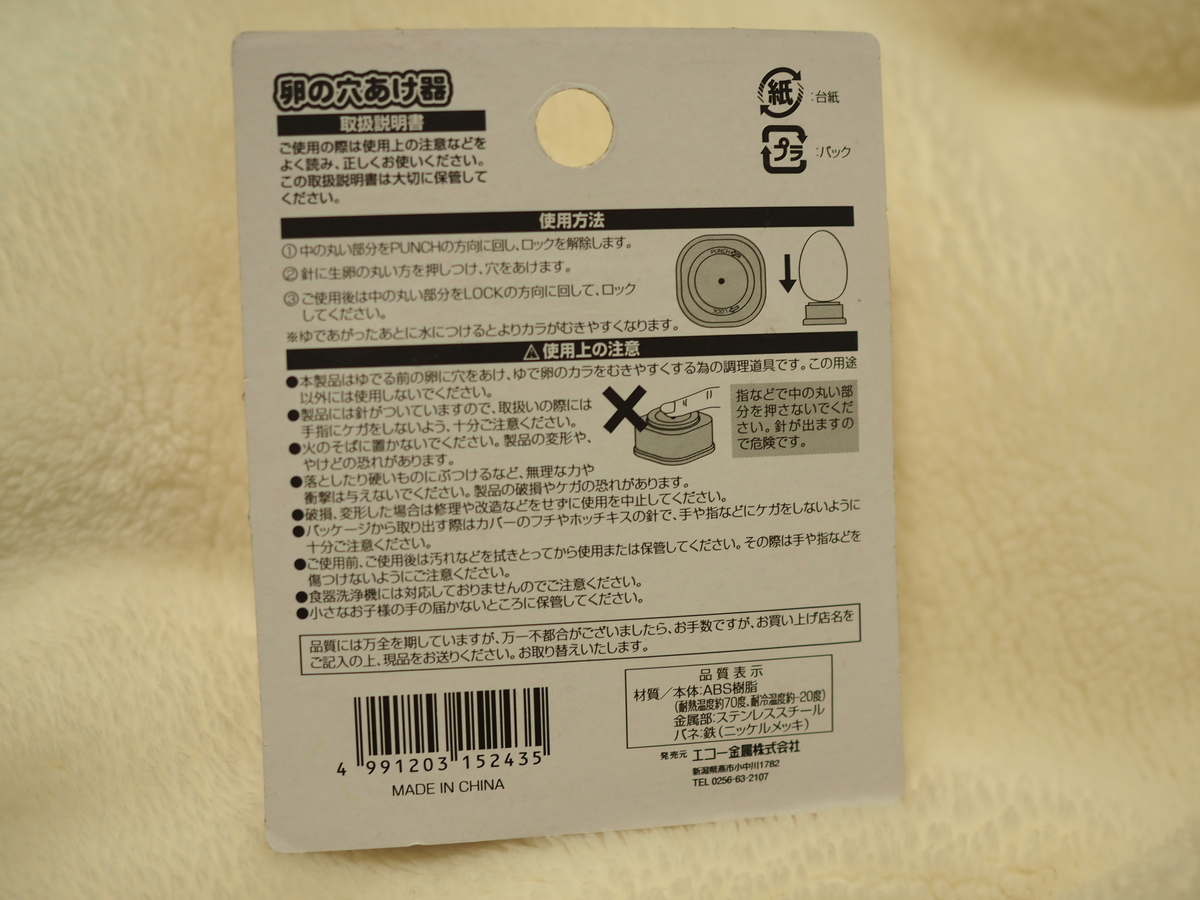 卵の穴あけ器
取扱説明書
ご使用の際は使用上の注意などを
よく読み、正しくお使いください。
この取扱説明書は大切に保管して
ください。
紙
:台紙
プラ
:パック
使用方法
①中の丸い部分をPUNCHの方向に回し、ロックを解除します。
②針に生卵の丸い方を押しつけ、穴をあけます。
③ご使用後は中の丸い部分をLOCKの方向に回して、ロック
してください。
※ゆであがったあとに水につけるとよりカラがむきやすくなります。
PUNCH
LOCK
⚠使用上の注意
●本製品はゆでる前の卵に穴をあけ、ゆで卵のカラをむきやすくする為の調理道具です。この用途
以外には使用しないでください。
●製品には針がついていますので、取扱いの際には
手指にケガをしないよう、十分ご注意ください。
●火のそばに置かないでください。製品の変形や、
やけどの恐れがあります。
●落としたり硬いものにぶつけるなど、無理な力や
衝撃は与えないでください。製品の破損やケガの恐れがあります。
指などで中の丸い部
分を押さないでくだ
さい。針が出ますの
で危険です。
●破損、変形した場合は修理や改造などをせずに使用を中止してください。
●パッケージから取り出す際はカバーのフチやホッチキスの針で、手や指などにケガをしないように
十分ご注意ください。
●ご使用前、ご使用後は汚れなどを拭きとってから使用または保管してください。その際は手や指などを
傷つけないようにご注意ください。
●食器洗浄機には対応しておりませんのでご注意ください。
●小さなお子様の手の届かないところに保管してください。
品質には万全を期していますが、万一不都合がございましたら、お手数ですが、お買い上げ店名を
ご記入の上、現品をお送りください。お取り替えいたします。
品質表示
材質/本体:ABS樹脂
(耐熱温度約70度、耐冷温度約-20度)
金属部:ステンレススチール
バネ:鉄(ニッケルメッキ)
発売元 エコー金属株式会社
新潟県燕市小中川1782
TEL 0256-63-2107
4 991203 152435
MADE IN CHINA